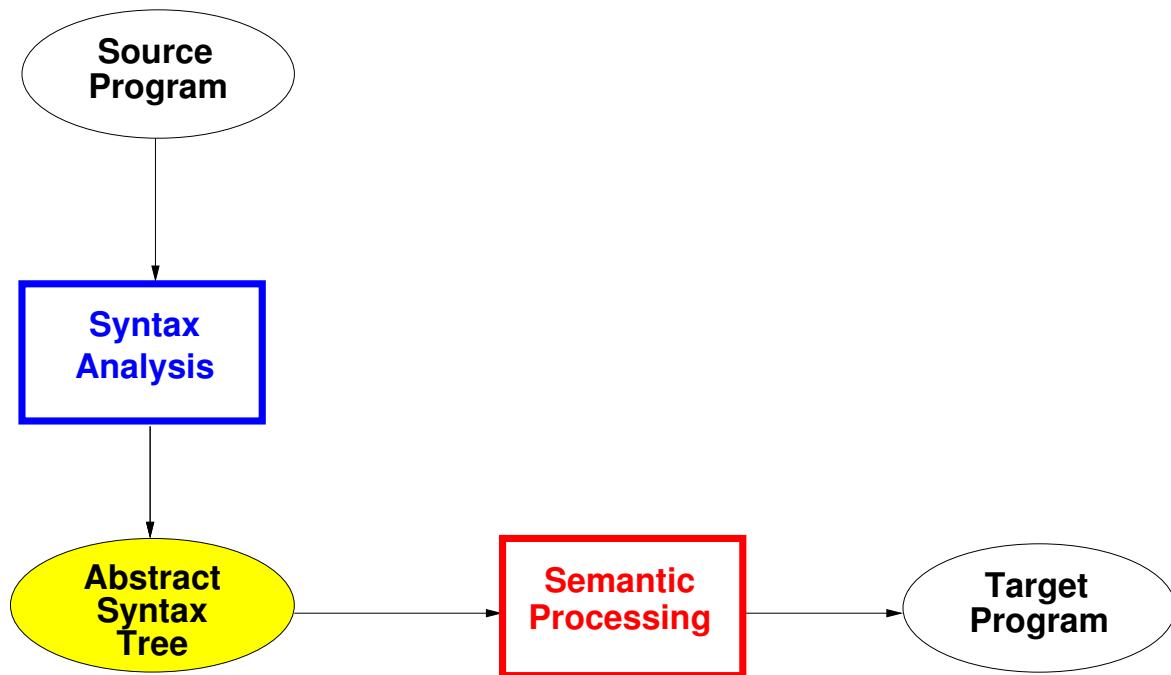 Source
Program
Syntax
Analysis
Abstract
Syntax
Tree
Semantic
Processing
Target
Program